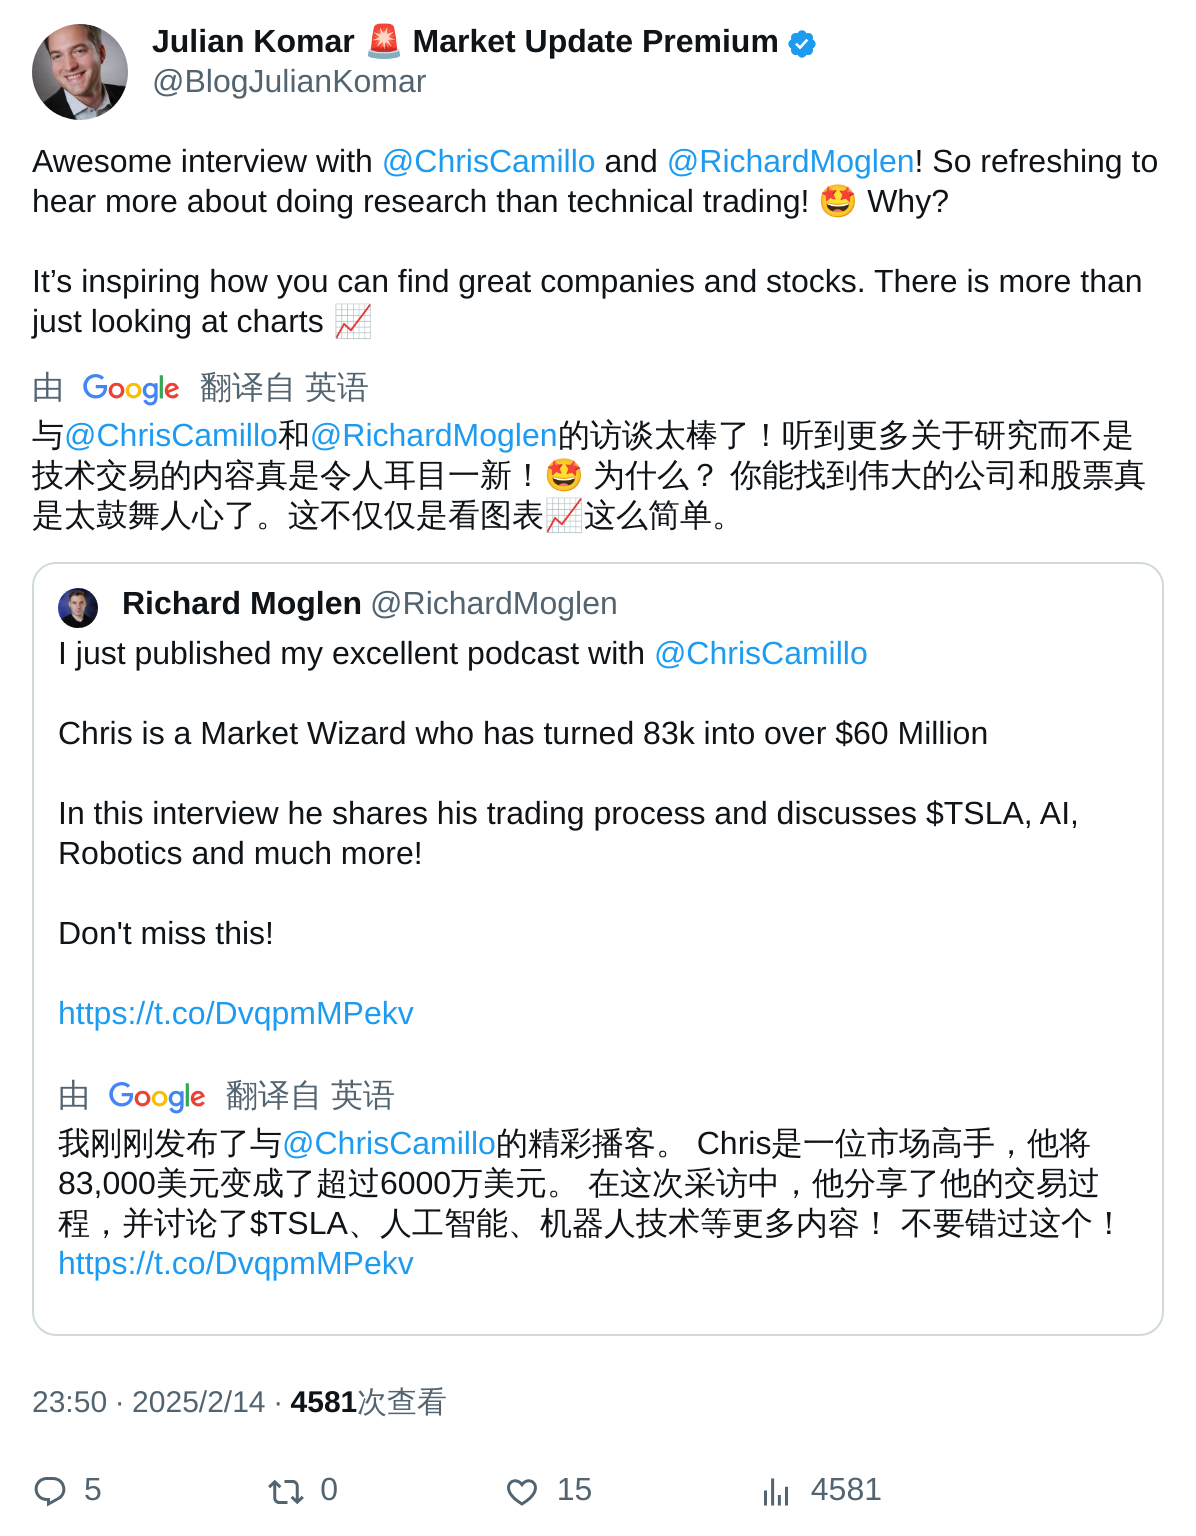 Julian Komar 🚨 Market Update Premium
@BlogJulianKomar
Awesome interview with @ChrisCamillo and @RichardMoglen! So refreshing to
hear more about doing research than technical trading! 🤩 Why?
It’s inspiring how you can find great companies and stocks. There is more than
just looking at charts 📈
由 Google 翻译自 英语
与@ChrisCamillo和@RichardMoglen的访谈太棒了！听到更多关于研究而不是
技术交易的内容真是令人耳目一新！🤩 为什么？ 你能找到伟大的公司和股票真
是太鼓舞人心了。这不仅仅是看图表📈这么简单。
Richard Moglen @RichardMoglen
I just published my excellent podcast with @ChrisCamillo
Chris is a Market Wizard who has turned 83k into over $60 Million
In this interview he shares his trading process and discusses $TSLA, AI,
Robotics and much more!
Don't miss this!
https://t.co/DvqpmMPekv
由 Google 翻译自 英语
我刚刚发布了与@ChrisCamillo的精彩播客。 Chris是一位市场高手，他将
83,000美元变成了超过6000万美元。 在这次采访中，他分享了他的交易过
程，并讨论了$TSLA、人工智能、机器人技术等更多内容！ 不要错过这个！
https://t.co/DvqpmMPekv
23:50 · 2025/2/14 · 4581次查看
5 0 15 4581